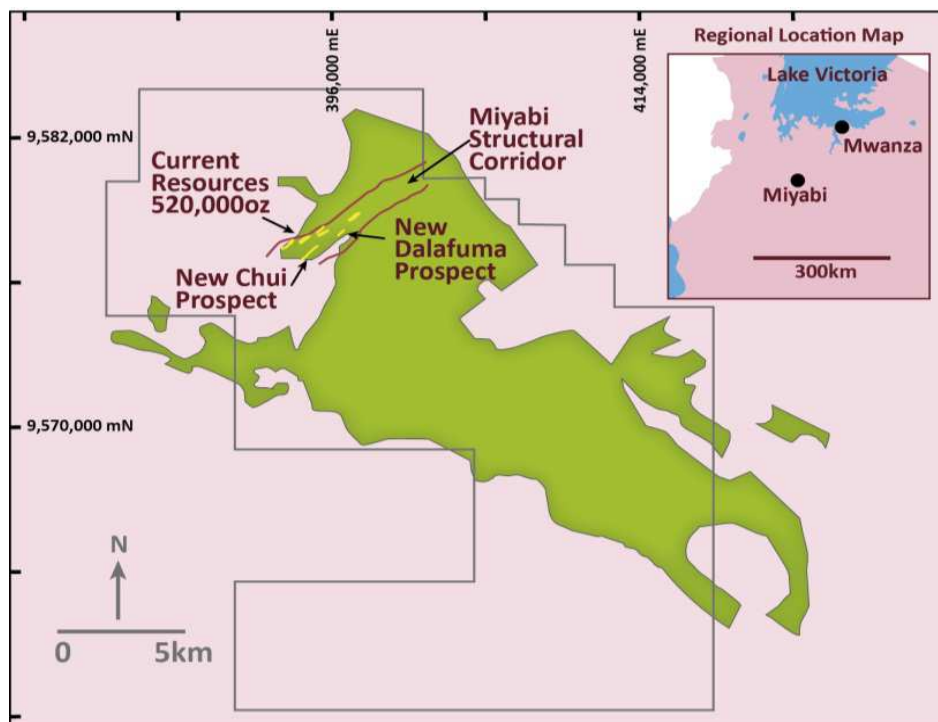 396,000 mE
414,000 mE
Regional Location Map
Lake Victoria
Mwanza
Miyabi
300km
9,582,000 mN
Miyabi
Structural
Corridor
Current
Resources
520,000oz
New
Dalafuma
Prospect
New Chui
Prospect
9,570,000 mN
N
0 5km